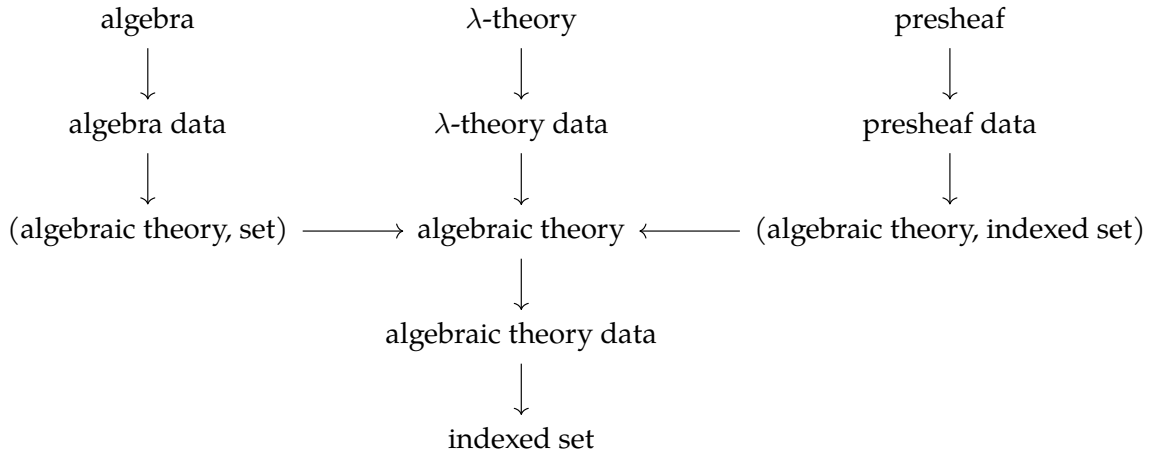 algebra λ-theory presheaf
algebra data λ-theory data presheaf data
(algebraic theory, set) algebraic theory (algebraic theory, indexed set)
algebraic theory data
indexed set